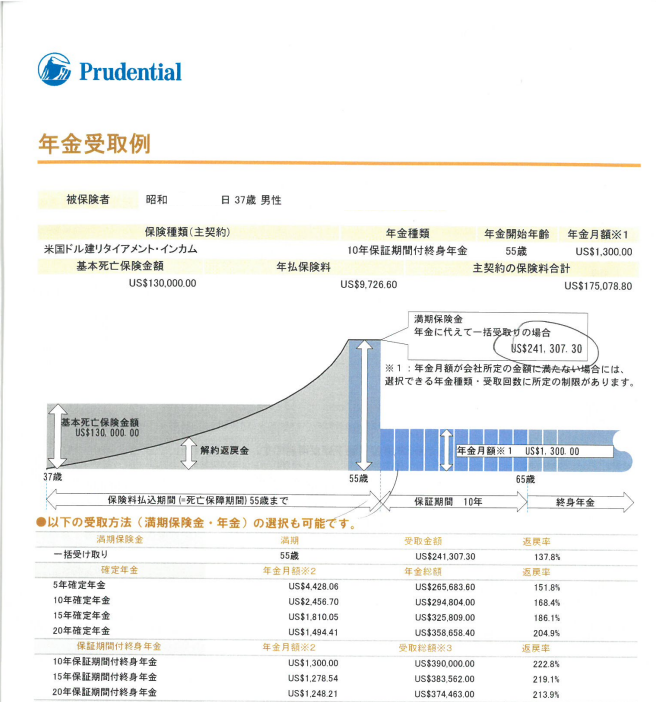 Prudential
年金受取例
被保険者 昭和 日 37歳 男性
保険種類(主契約) 年金種類 年金開始年齢 年金月額※1
米国ドル建リタイアメント・インカム 10年保証期間付終身年金 55歳 US$1,300.00
基本死亡保険金額 年払保険料 主契約の保険料合計
US$130,000.00 US$9,726.60 US$175,078.80
満期保険金
年金に代えて一括受取りの場合
US$241,307.30
※1:年金月額が会社所定の金額に満たない場合には、
選択できる年金種類・受取回数に所定の制限があります。
基本死亡保険金額
US$130,000.00
解約返戻金
年金月額※1 US$1,300.00
37歳 55歳 65歳
保険料払込期間(=死亡保障期間)55歳まで 保証期間 10年 終身年金
●以下の受取方法(満期保険金・年金)の選択も可能です。
満期保険金 満期 受取金額 返戻率
一括受け取り 55歳 US$241,307.30 137.8%
確定年金 年金月額※2 年金総額 返戻率
5年確定年金 US$4,428.06 US$265,683.60 151.8%
10年確定年金 US$2,456.70 US$294,804.00 168.4%
15年確定年金 US$1,810.05 US$325,809.00 186.1%
20年確定年金 US$1,494.41 US$358,658.40 204.9%
保証期間付終身年金 年金月額※2 受取総額※3 返戻率
10年保証期間付終身年金 US$1,300.00 US$390,000.00 222.8%
15年保証期間付終身年金 US$1,278.54 US$383,562.00 219.1%
20年保証期間付終身年金 US$1,248.21 US$374,463.00 213.9%